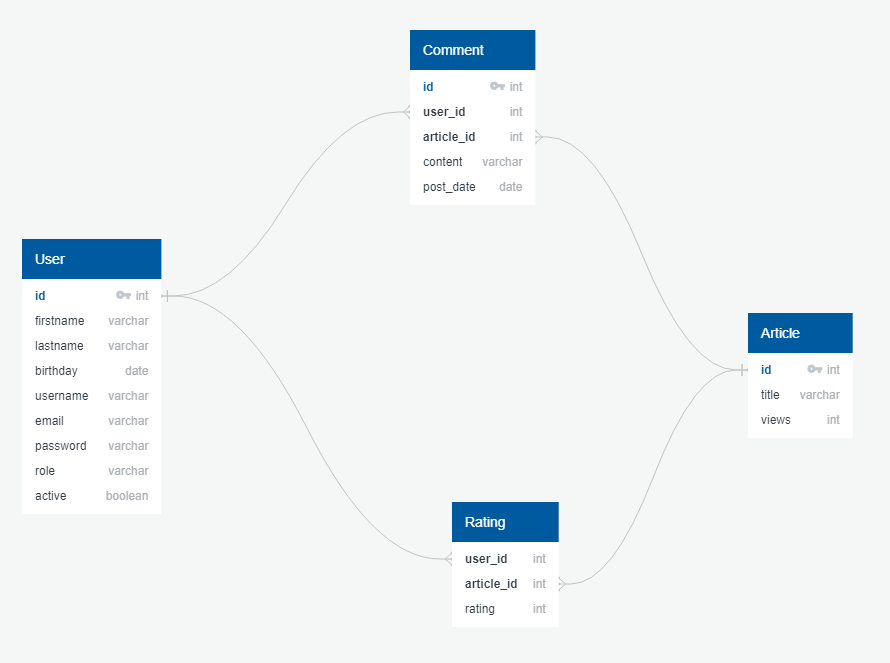 Comment
id int
user_id int
article_id int
content varchar
post_date date
User
id int
firstname varchar
lastname varchar
birthday date
username varchar
email varchar
password varchar
role varchar
active boolean
Article
id int
title varchar
views int
Rating
user_id int
article_id int
rating int